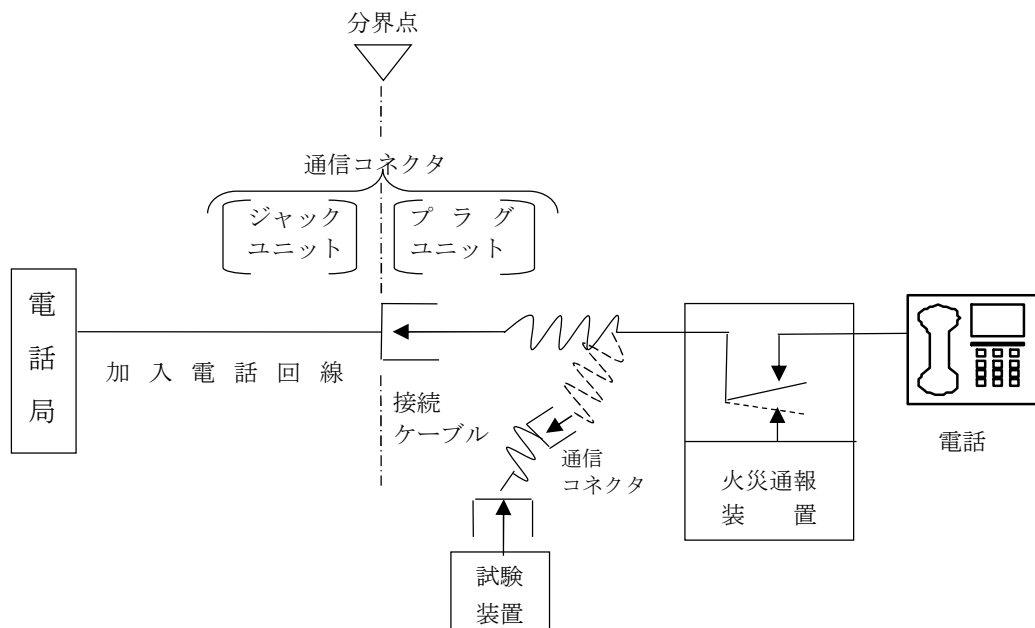 分界点
通信コネクタ
ジャック
ユニット
プラグ
ユニット
電話局
加入電話回線
接続
ケーブル
通信
コネクタ
試験
装置
火災通報
装置
電話